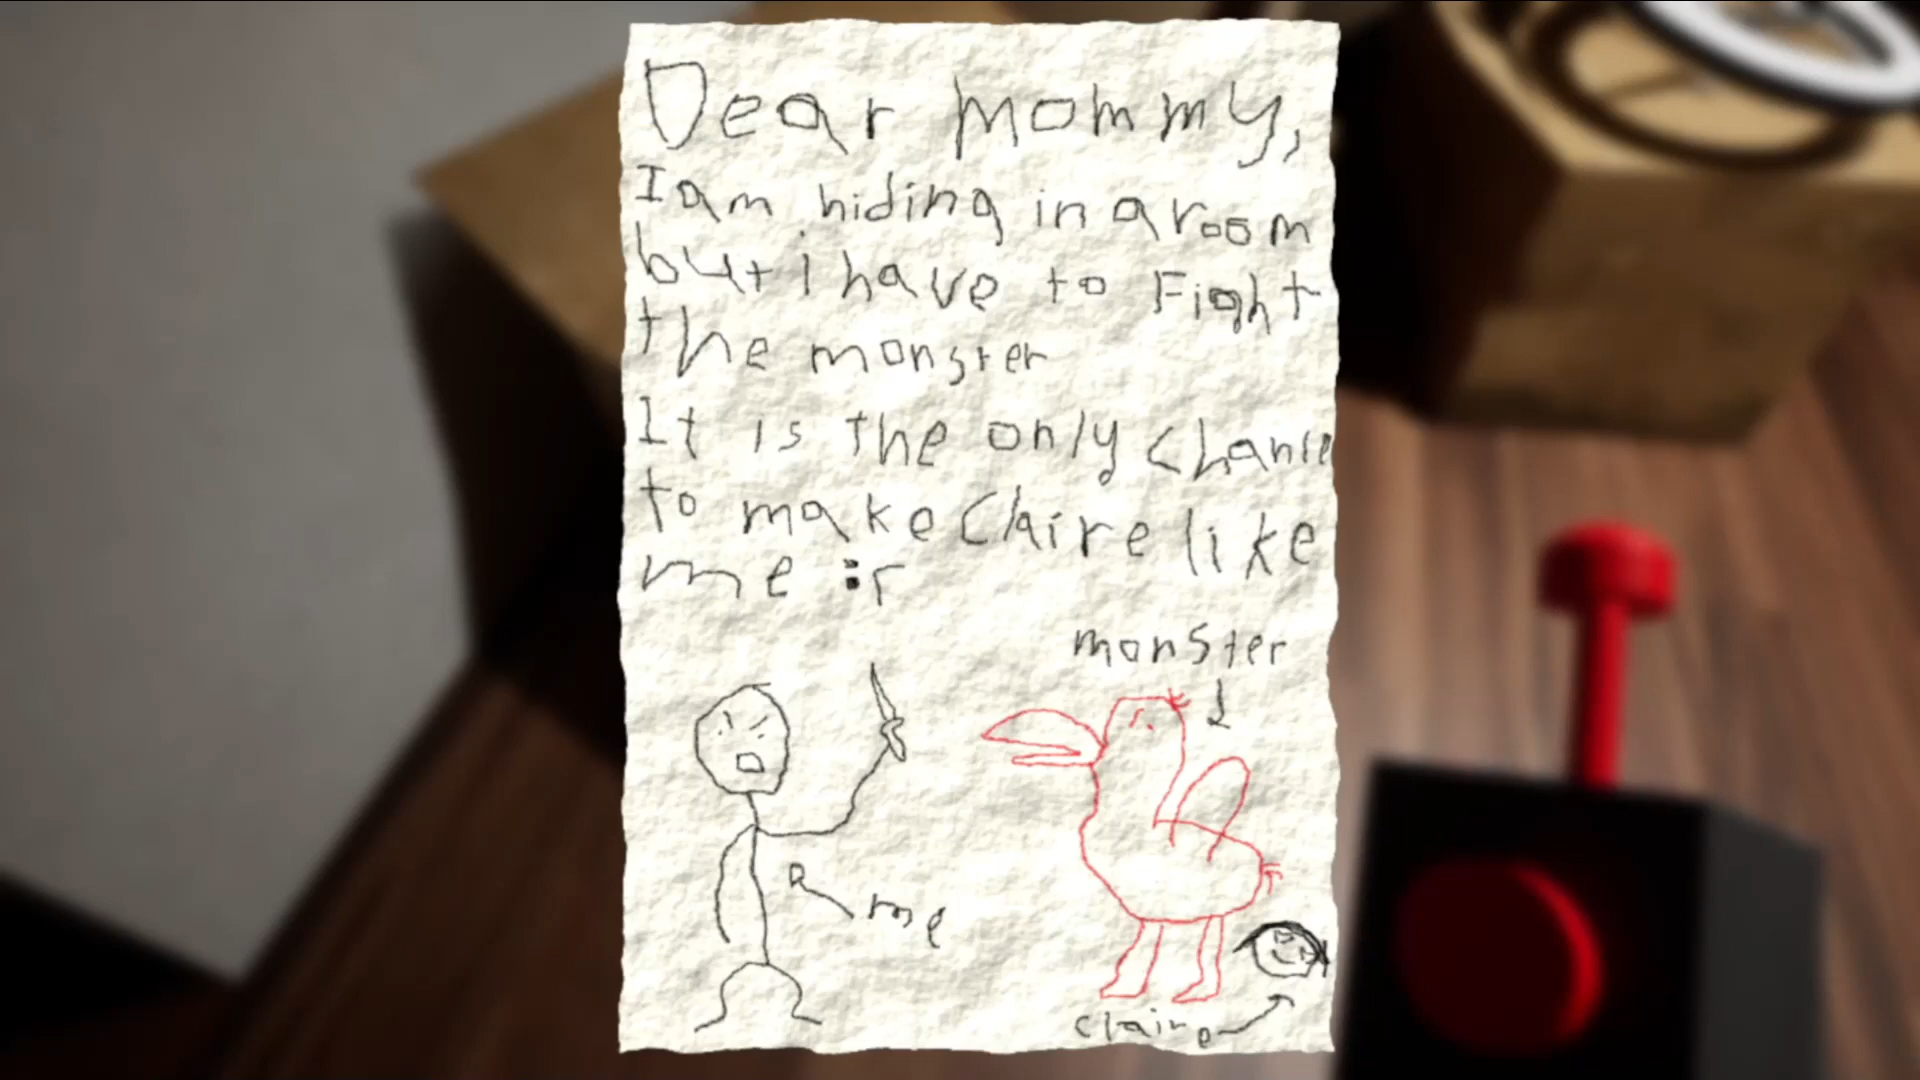 Dear Mommy,
I am hiding in a room
but i have to Fight
the monster
It is the only chance
to make Claire like
me :r
monster
me
claire